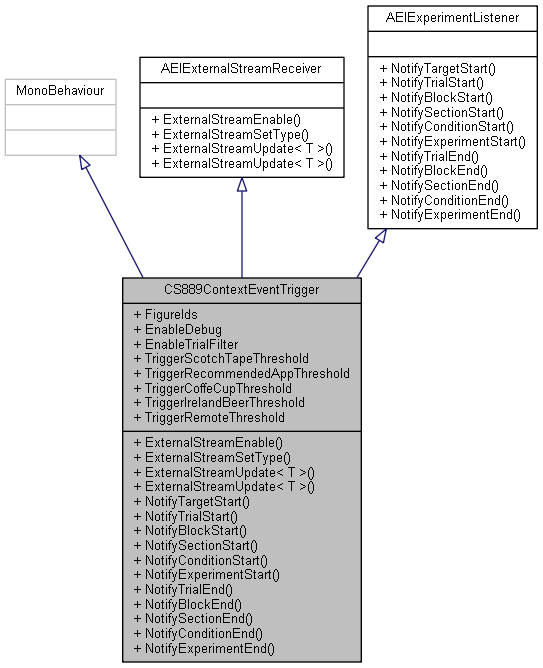 AEIExperimentListener
+ NotifyTargetStart()
+ NotifyTrialStart()
+ NotifyBlockStart()
+ NotifySectionStart()
+ NotifyConditionStart()
+ NotifyExperimentStart()
+ NotifyTrialEnd()
+ NotifyBlockEnd()
+ NotifySectionEnd()
+ NotifyConditionEnd()
+ NotifyExperimentEnd()
AEIExternalStreamReceiver
+ ExternalStreamEnable()
+ ExternalStreamSetType()
+ ExternalStreamUpdate< T >()
+ ExternalStreamUpdate< T >()
MonoBehaviour
CS889ContextEventTrigger
+ FigureIds
+ EnableDebug
+ EnableTrialFilter
+ TriggerScotchTapeThreshold
+ TriggerRecommendedAppThreshold
+ TriggerCoffeCupThreshold
+ TriggerIrelandBeerThreshold
+ TriggerRemoteThreshold
+ ExternalStreamEnable()
+ ExternalStreamSetType()
+ ExternalStreamUpdate< T >()
+ ExternalStreamUpdate< T >()
+ NotifyTargetStart()
+ NotifyTrialStart()
+ NotifyBlockStart()
+ NotifySectionStart()
+ NotifyConditionStart()
+ NotifyExperimentStart()
+ NotifyTrialEnd()
+ NotifyBlockEnd()
+ NotifySectionEnd()
+ NotifyConditionEnd()
+ NotifyExperimentEnd()